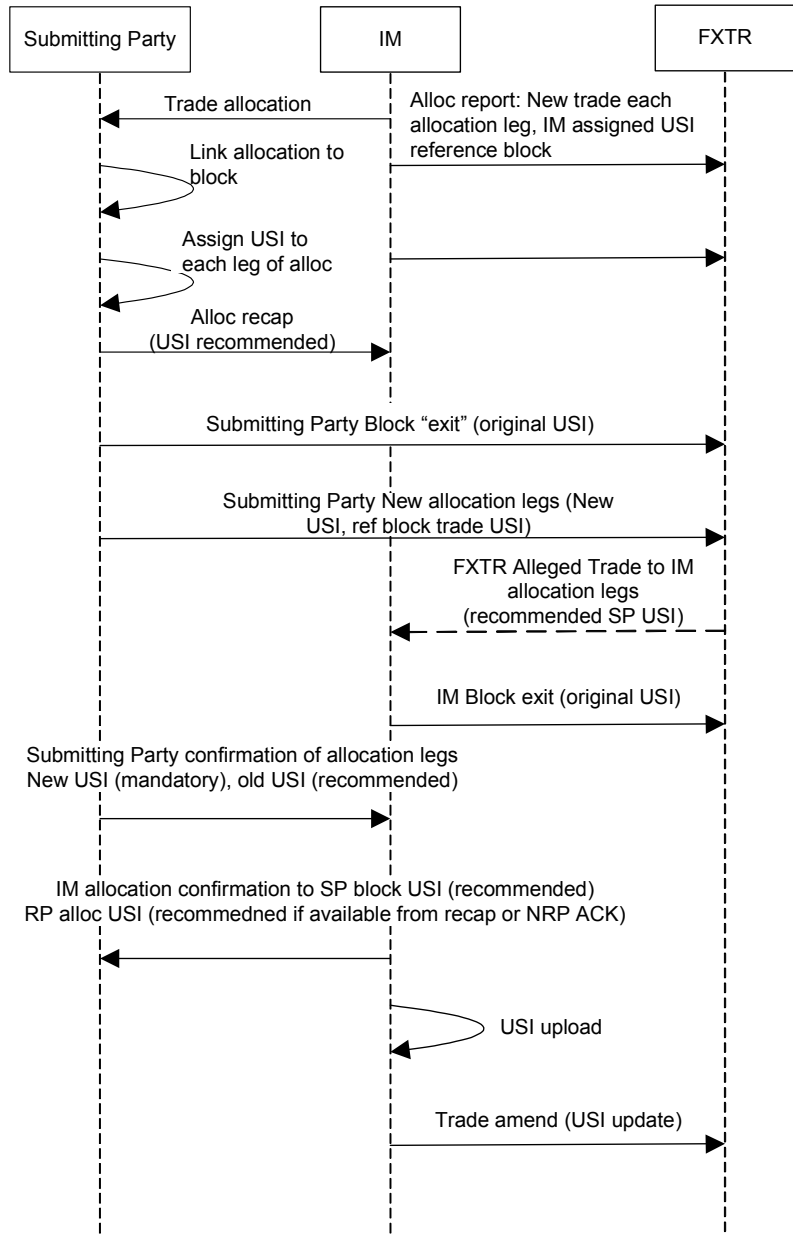 Submitting Party
IM
FXTR
Trade allocation
Alloc report: New trade each
allocation leg, IM assigned USI
reference block
Link allocation to
block
Assign USI to
each leg of alloc
Alloc recap
(USI recommended)
Submitting Party Block “exit” (original USI)
Submitting Party New allocation legs (New
USI, ref block trade USI)
FXTR Alleged Trade to IM
allocation legs
(recommended SP USI)
IM Block exit (original USI)
Submitting Party confirmation of allocation legs
New USI (mandatory), old USI (recommended)
IM allocation confirmation to SP block USI (recommended)
RP alloc USI (recommedned if available from recap or NRP ACK)
USI upload
Trade amend (USI update)